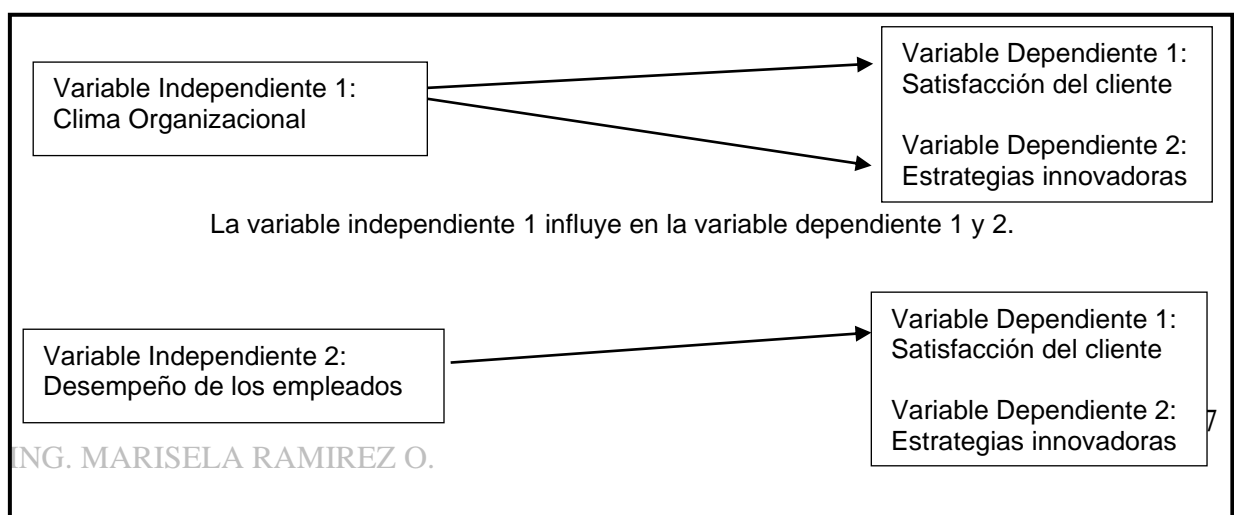 Variable Independiente 1:
Clima Organizacional
Variable Dependiente 1:
Satisfacción del cliente
Variable Dependiente 2:
Estrategias innovadoras
La variable independiente 1 influye en la variable dependiente 1 y 2.
Variable Independiente 2:
Desempeño de los empleados
Variable Dependiente 1:
Satisfacción del cliente
Variable Dependiente 2:
Estrategias innovadoras
7
ING. MARISELA RAMIREZ O.